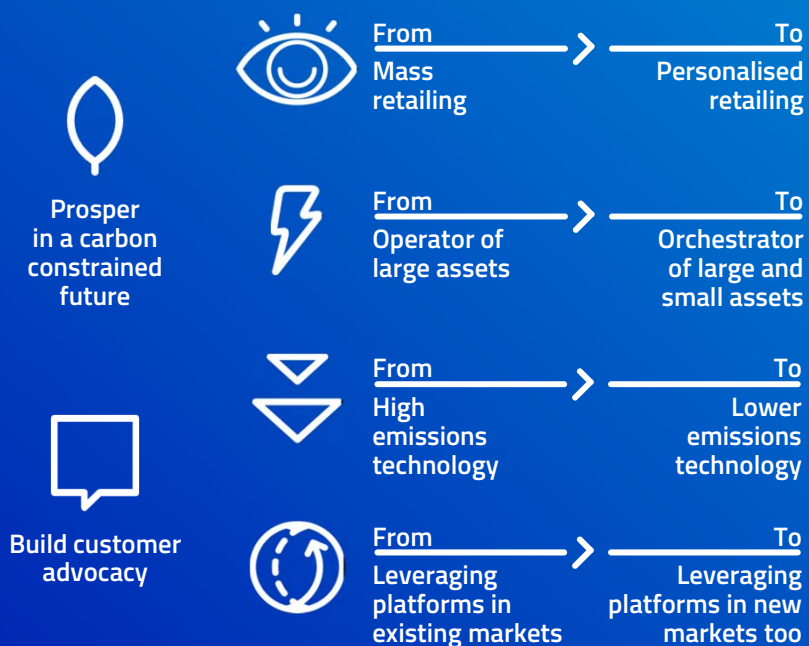 Prosper
in a carbon
constrained
future
Build customer
advocacy
From
To
Mass
retailing
Personalised
retailing
From
To
Operator of
large assets
Orchestrator
of large and
small assets
From
To
High
emissions
technology
Lower
emissions
technology
From
To
Leveraging
platforms in
existing markets
Leveraging
platforms in new
markets too